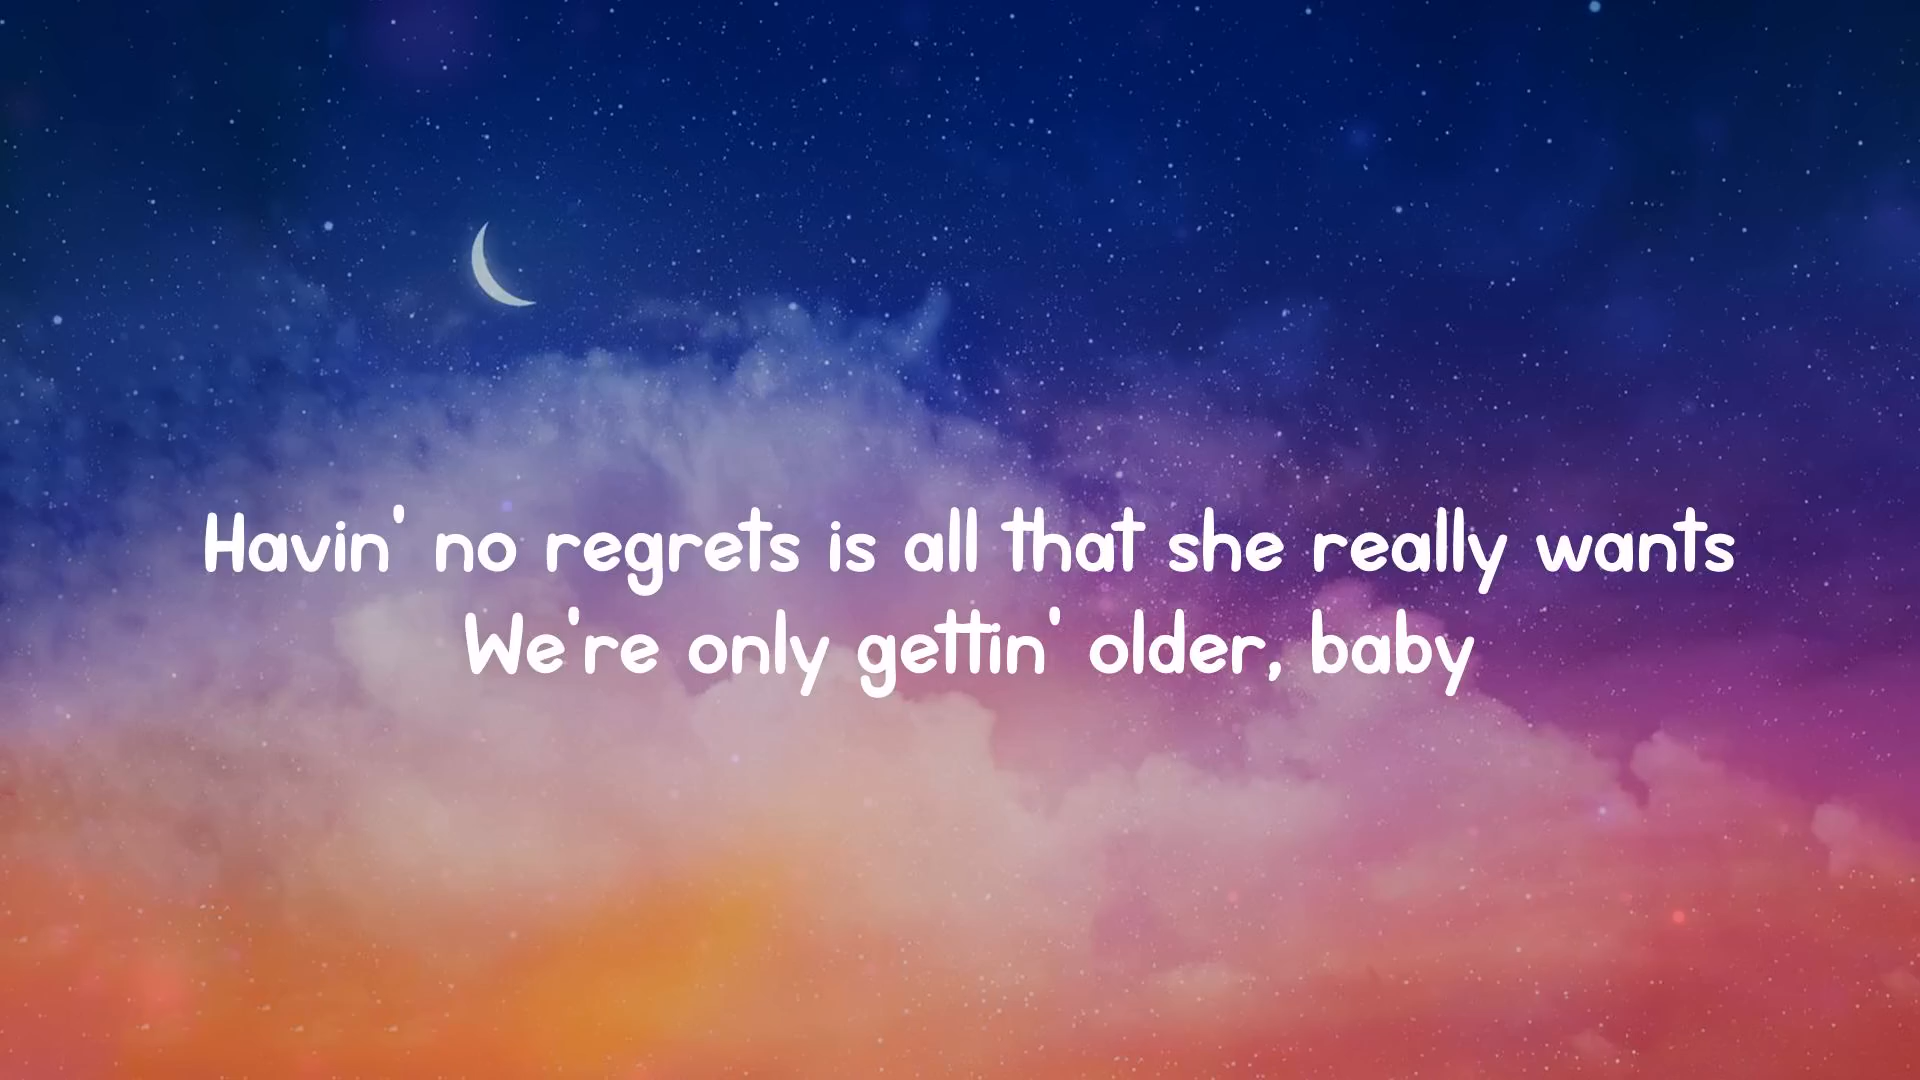 Havin' no regrets is all that she really wants
We're only gettin' older, baby